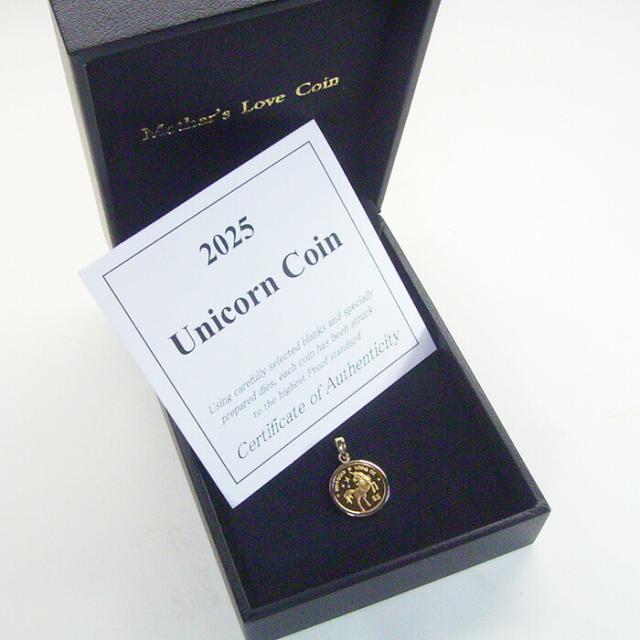 Mother's Love Coin
2025
Unicorn Coin
Using carefully selected blanks and specially
prepared dies, each coin has been struck
to the highest Proof standard
Certificate of Authenticity